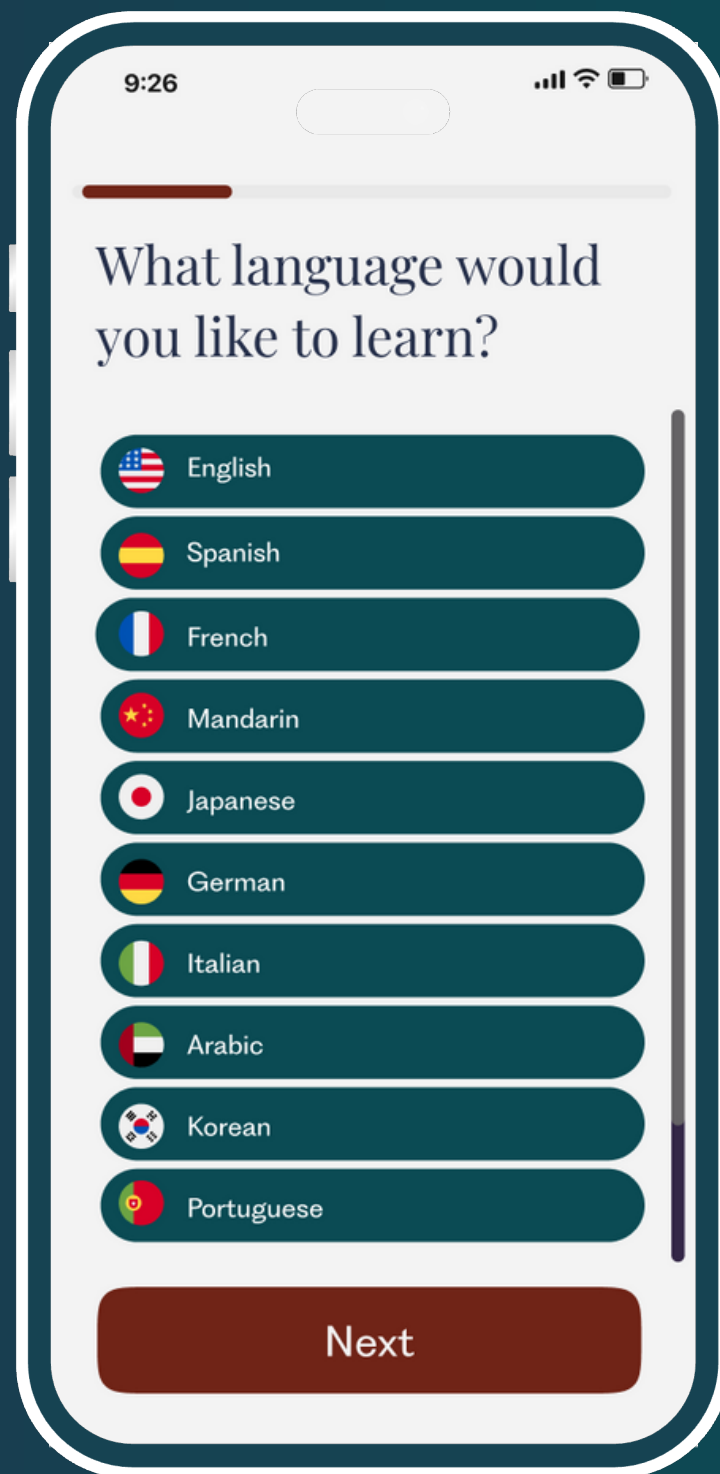 9:26
What language would
you like to learn?
English
Spanish
French
Mandarin
Japanese
German
Italian
Arabic
Korean
Portuguese
Next